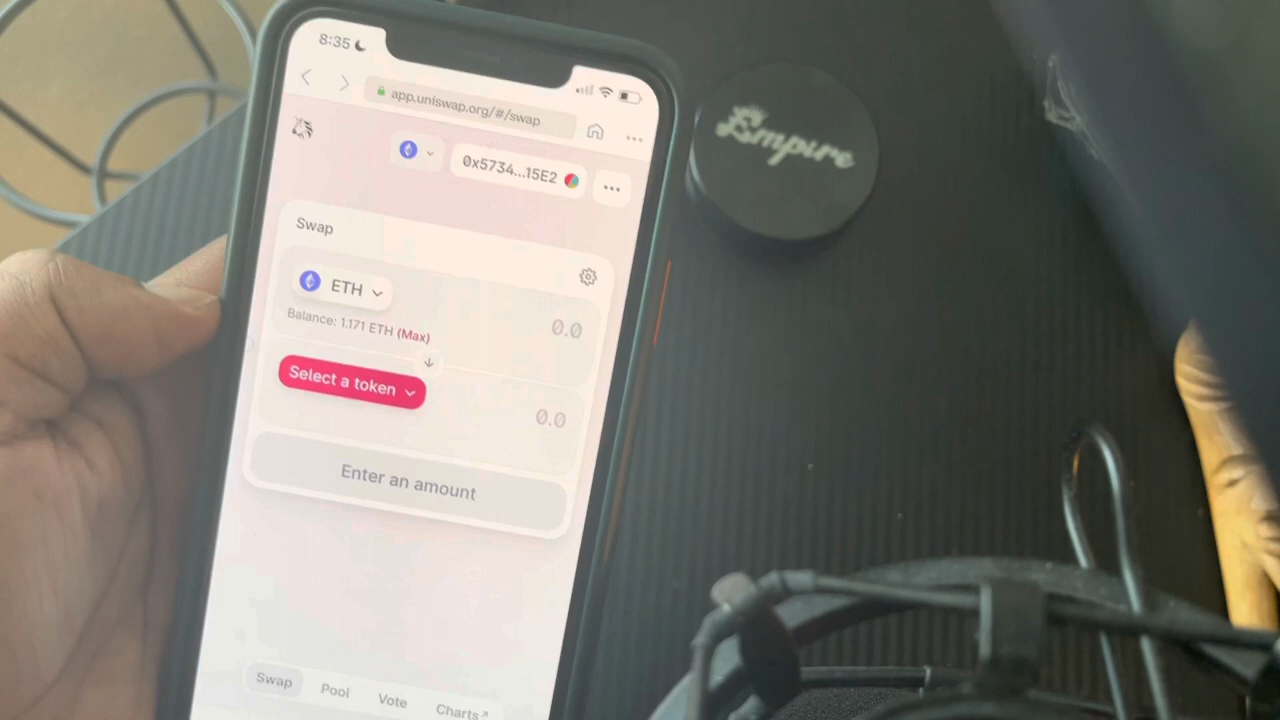 8:35
app.uniswap.org/#/swap
0x5734...15E2
Swap
ETH
0.0
Balance: 1.171 ETH (Max)
Select a token
0.0
Enter an amount
Swap
Pool
Vote
Charts↗
Empire